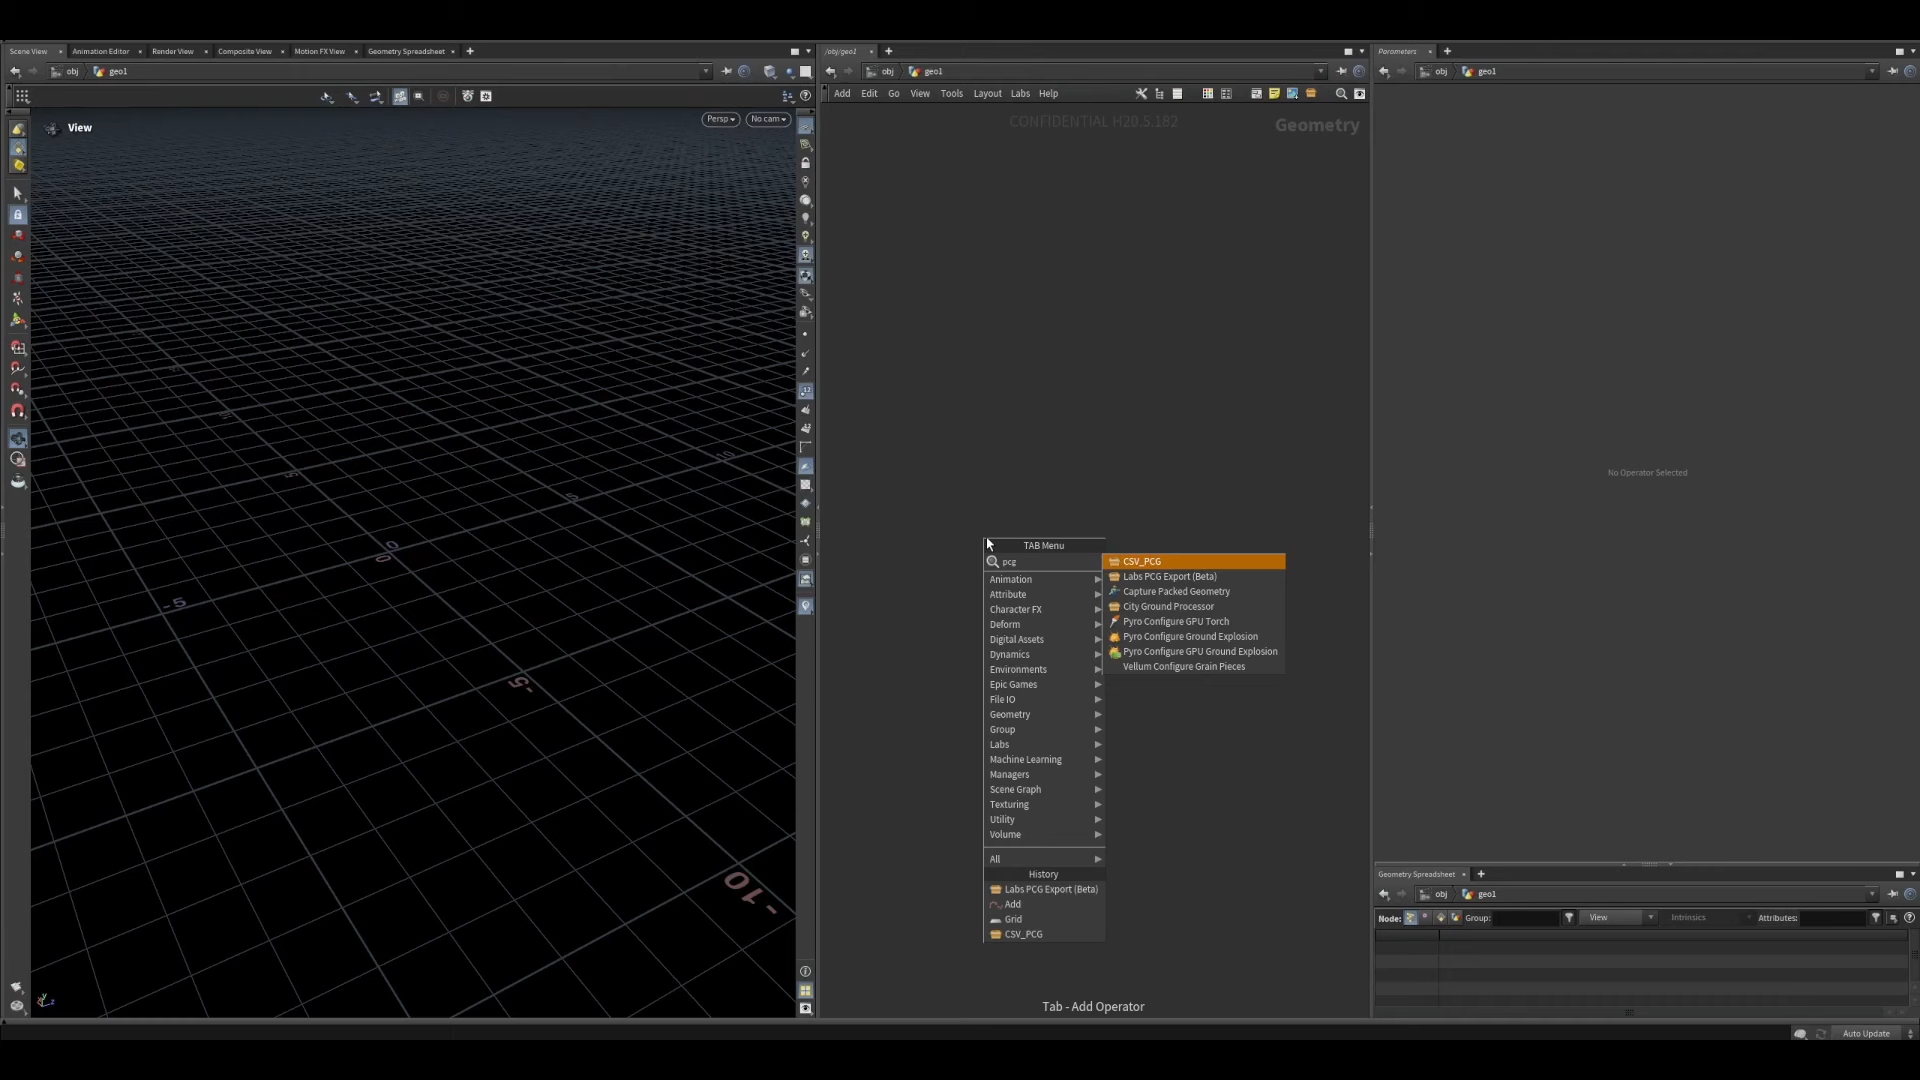 Scene View
Animation Editor
Render View
Composite View
Motion FX View
Geometry Spreadsheet
/obj/geo1
Parameters
obj
geo1
obj
geo1
obj
geo1
Add
Edit
Go
View
Tools
Layout
Labs
Help
View
Persp
No cam
CONFIDENTIAL H20.5.182
Geometry
No Operator Selected
TAB Menu
pcg
Animation
Attribute
Character FX
Deform
Digital Assets
Dynamics
Environments
Epic Games
File IO
Geometry
Group
Labs
Machine Learning
Managers
Scene Graph
Texturing
Utility
Volume
All
History
Labs PCG Export (Beta)
Add
Grid
CSV_PCG
CSV_PCG
Labs PCG Export (Beta)
Capture Packed Geometry
City Ground Processor
Pyro Configure GPU Torch
Pyro Configure Ground Explosion
Pyro Configure GPU Ground Explosion
Vellum Configure Grain Pieces
Tab - Add Operator
-5
0
0
-5
-10
Geometry Spreadsheet
obj
geo1
Node:
Group:
View
Intrinsics
Attributes:
Auto Update